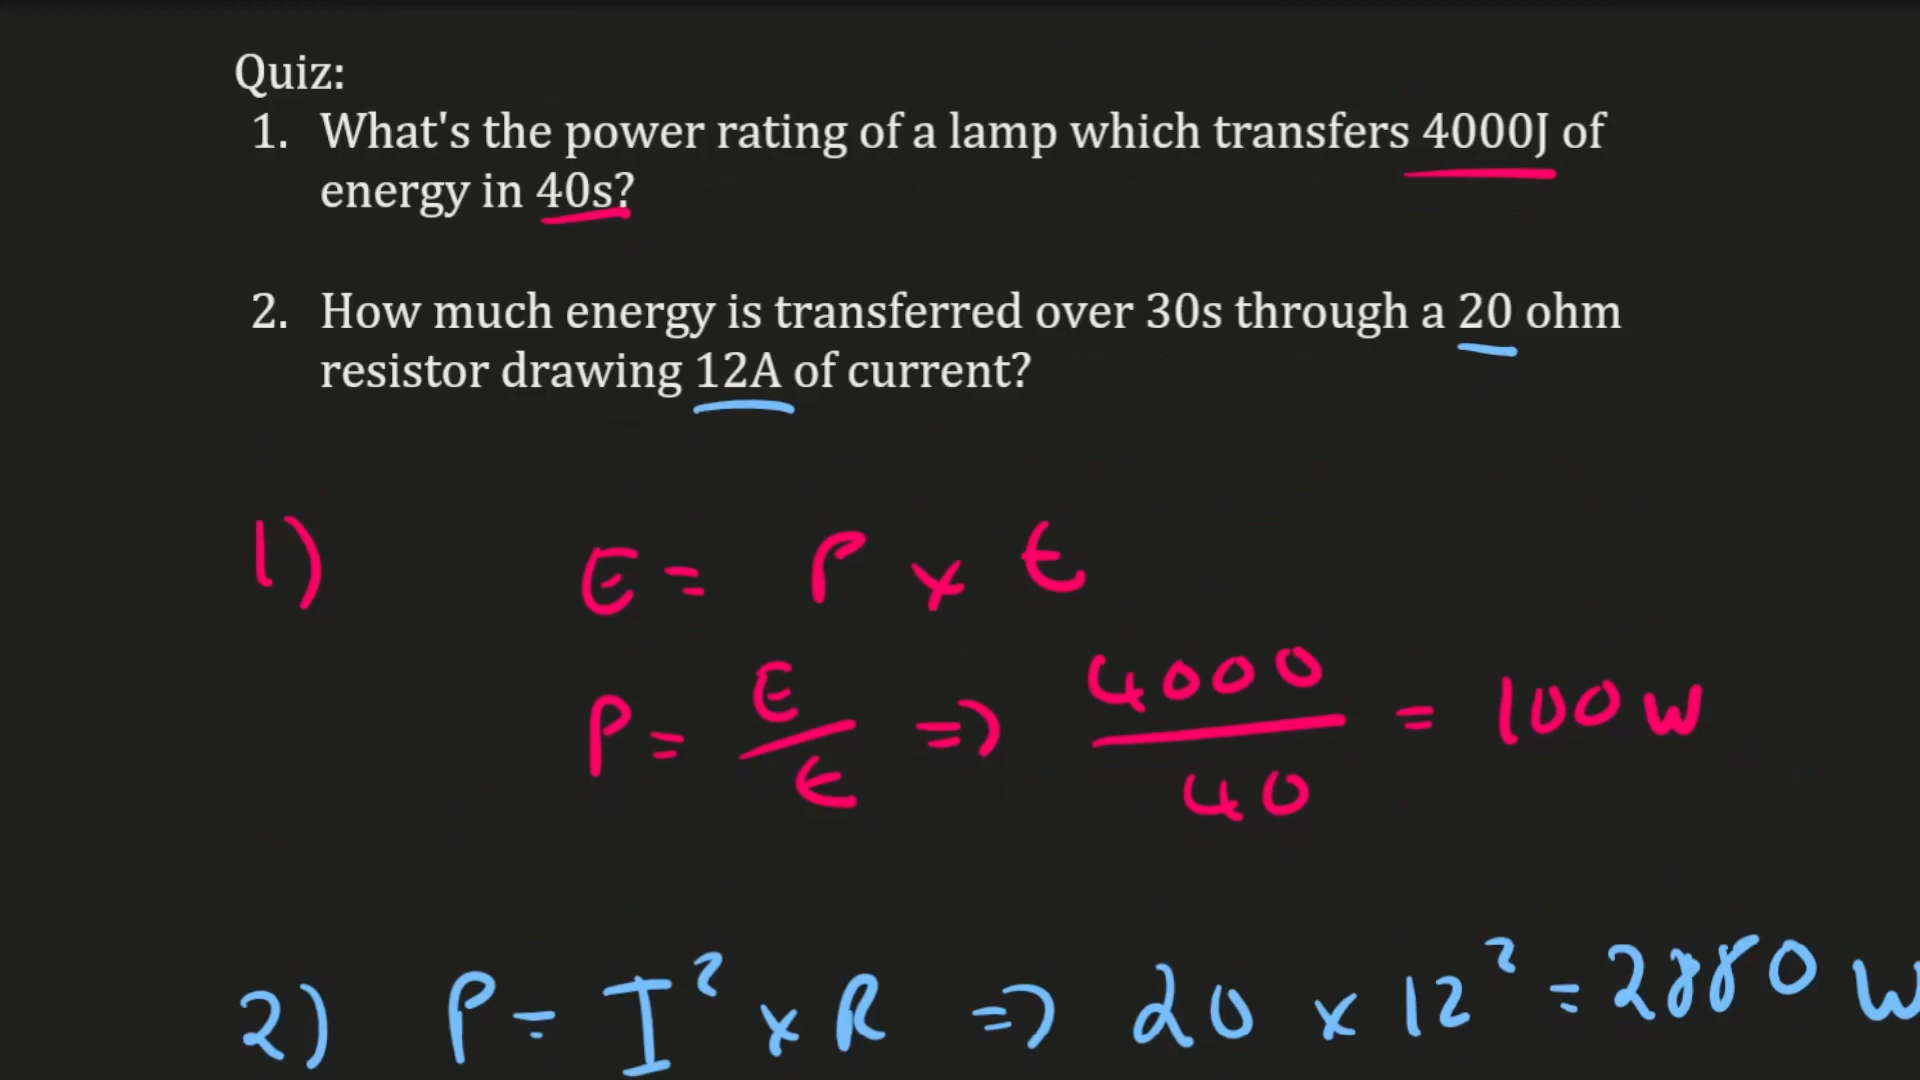 Quiz:
1. What's the power rating of a lamp which transfers 4000J of
energy in 40s?
2. How much energy is transferred over 30s through a 20 ohm
resistor drawing 12A of current?
1) E = P × t
P = E/t => 4000/40 = 100 W
2) P = I² × R => 20 × 12² = 2880 W